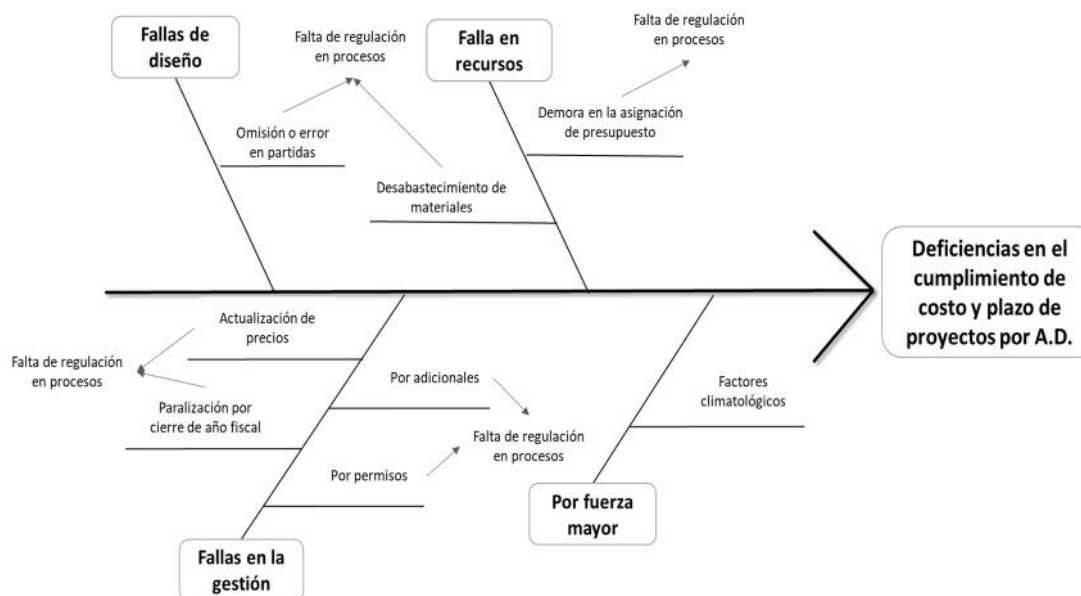 Fallas de
diseño
Falta de regulación
en procesos
Falla en
recursos
Falta de regulación
en procesos
Omisión o error
en partidas
Demora en la asignación
de presupuesto
Desabastecimiento de
materiales
Deficiencias en el
cumplimiento de
costo y plazo de
proyectos por A.D.
Actualización de
precios
Falta de regulación
en procesos
Paralización por
cierre de año fiscal
Por adicionales
Factores
climatológicos
Falta de regulación
en procesos
Por permisos
Por fuerza
mayor
Fallas en la
gestión